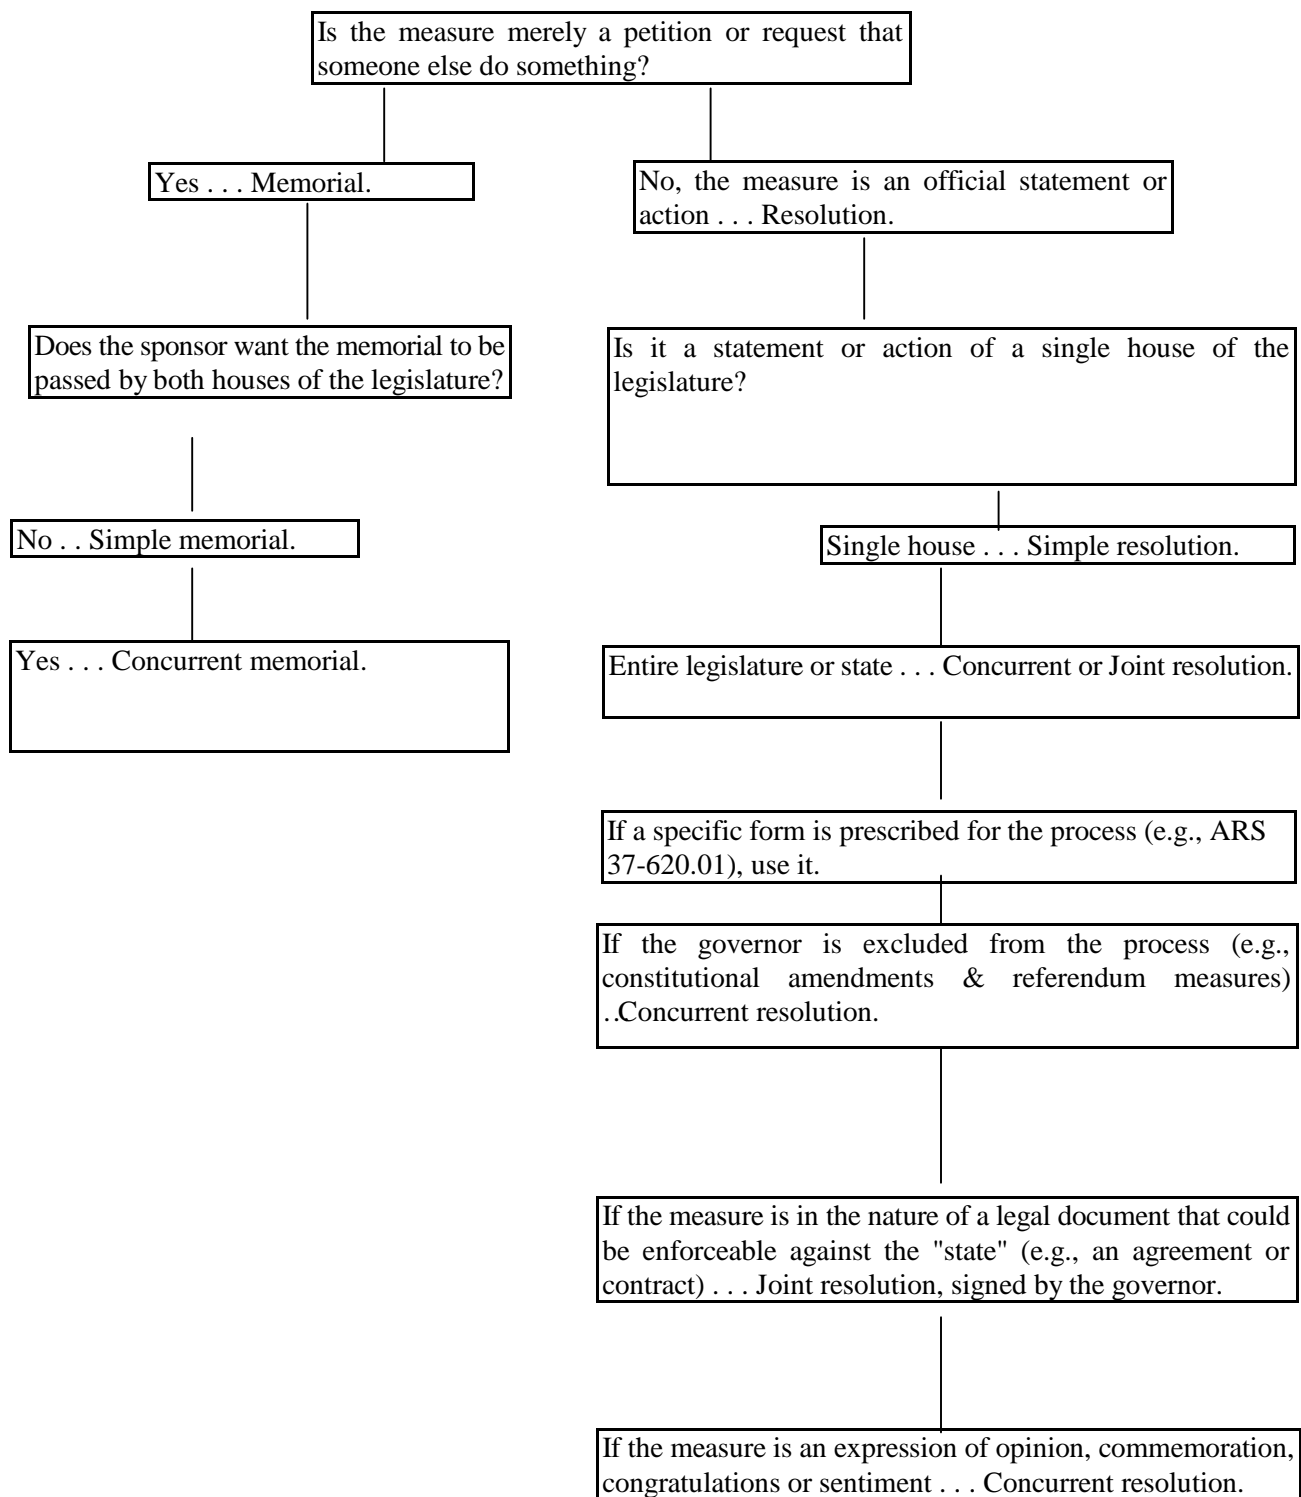 Is the measure merely a petition or request that
someone else do something?
Yes . . . Memorial.
No, the measure is an official statement or
action . . . Resolution.
Does the sponsor want the memorial to be
passed by both houses of the legislature?
Is it a statement or action of a single house of the
legislature?
No . . Simple memorial.
Single house . . . Simple resolution.
Yes . . . Concurrent memorial.
Entire legislature or state . . . Concurrent or Joint resolution.
If a specific form is prescribed for the process (e.g., ARS
37-620.01), use it.
If the governor is excluded from the process (e.g.,
constitutional amendments & referendum measures)
. . Concurrent resolution.
If the measure is in the nature of a legal document that could
be enforceable against the "state" (e.g., an agreement or
contract) . . . Joint resolution, signed by the governor.
If the measure is an expression of opinion, commemoration,
congratulations or sentiment . . . Concurrent resolution.